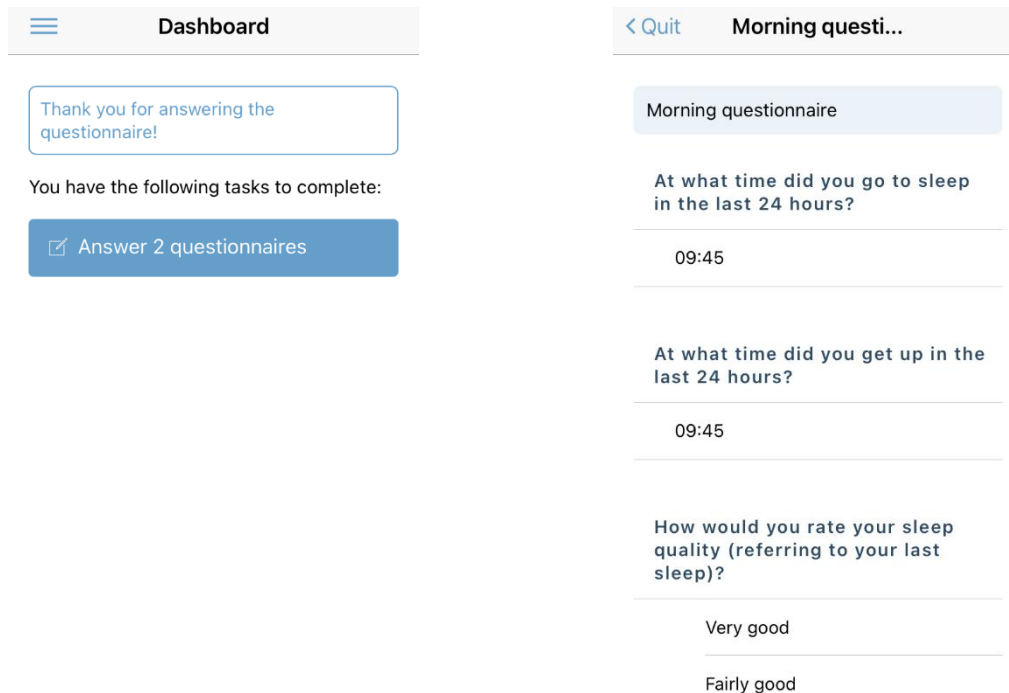 Dashboard
Thank you for answering the
questionnaire!
You have the following tasks to complete:
Answer 2 questionnaires
Quit
Morning questi...
Morning questionnaire
At what time did you go to sleep
in the last 24 hours?
09:45
At what time did you get up in the
last 24 hours?
09:45
How would you rate your sleep
quality (referring to your last
sleep)?
Very good
Fairly good